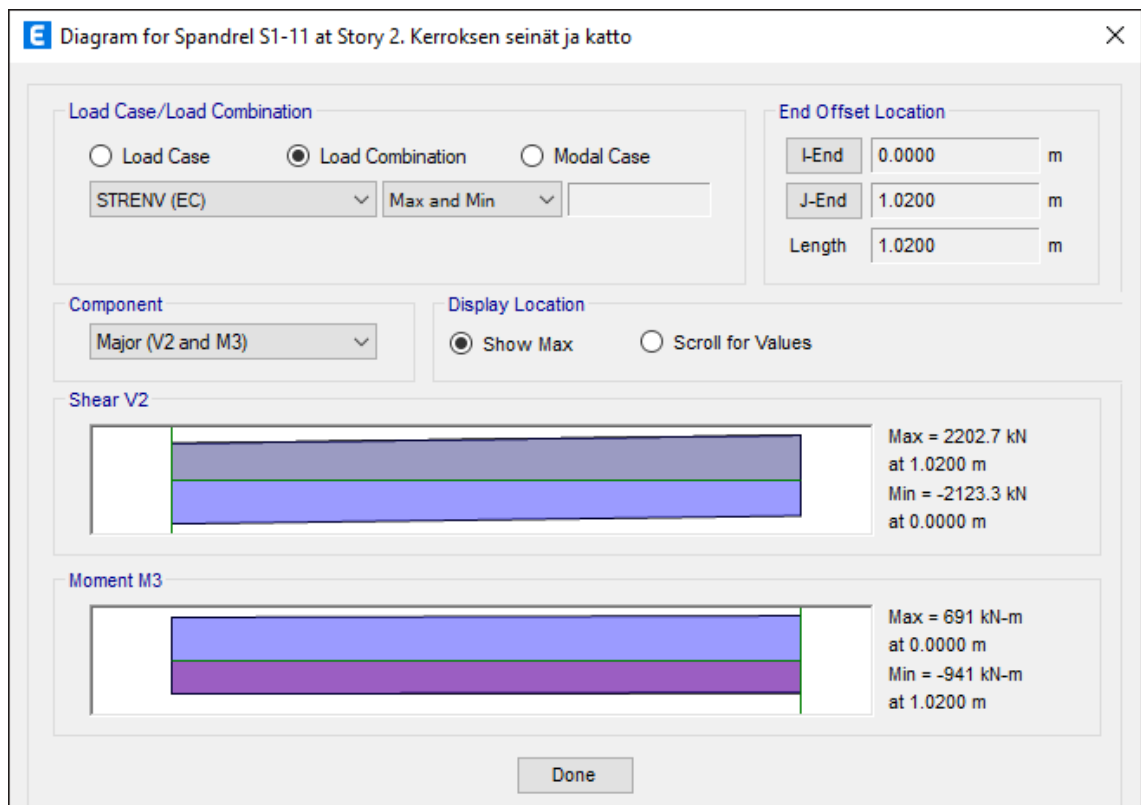 E Diagram for Spandrel S1-11 at Story 2. Kerroksen seinät ja katto
Load Case/Load Combination
Load Case Load Combination Modal Case
STRENV (EC) Max and Min
End Offset Location
I-End 0.0000 m
J-End 1.0200 m
Length 1.0200 m
Component
Major (V2 and M3)
Display Location
Show Max Scroll for Values
Shear V2
Max = 2202.7 kN
at 1.0200 m
Min = -2123.3 kN
at 0.0000 m
Moment M3
Max = 691 kN-m
at 0.0000 m
Min = -941 kN-m
at 1.0200 m
Done